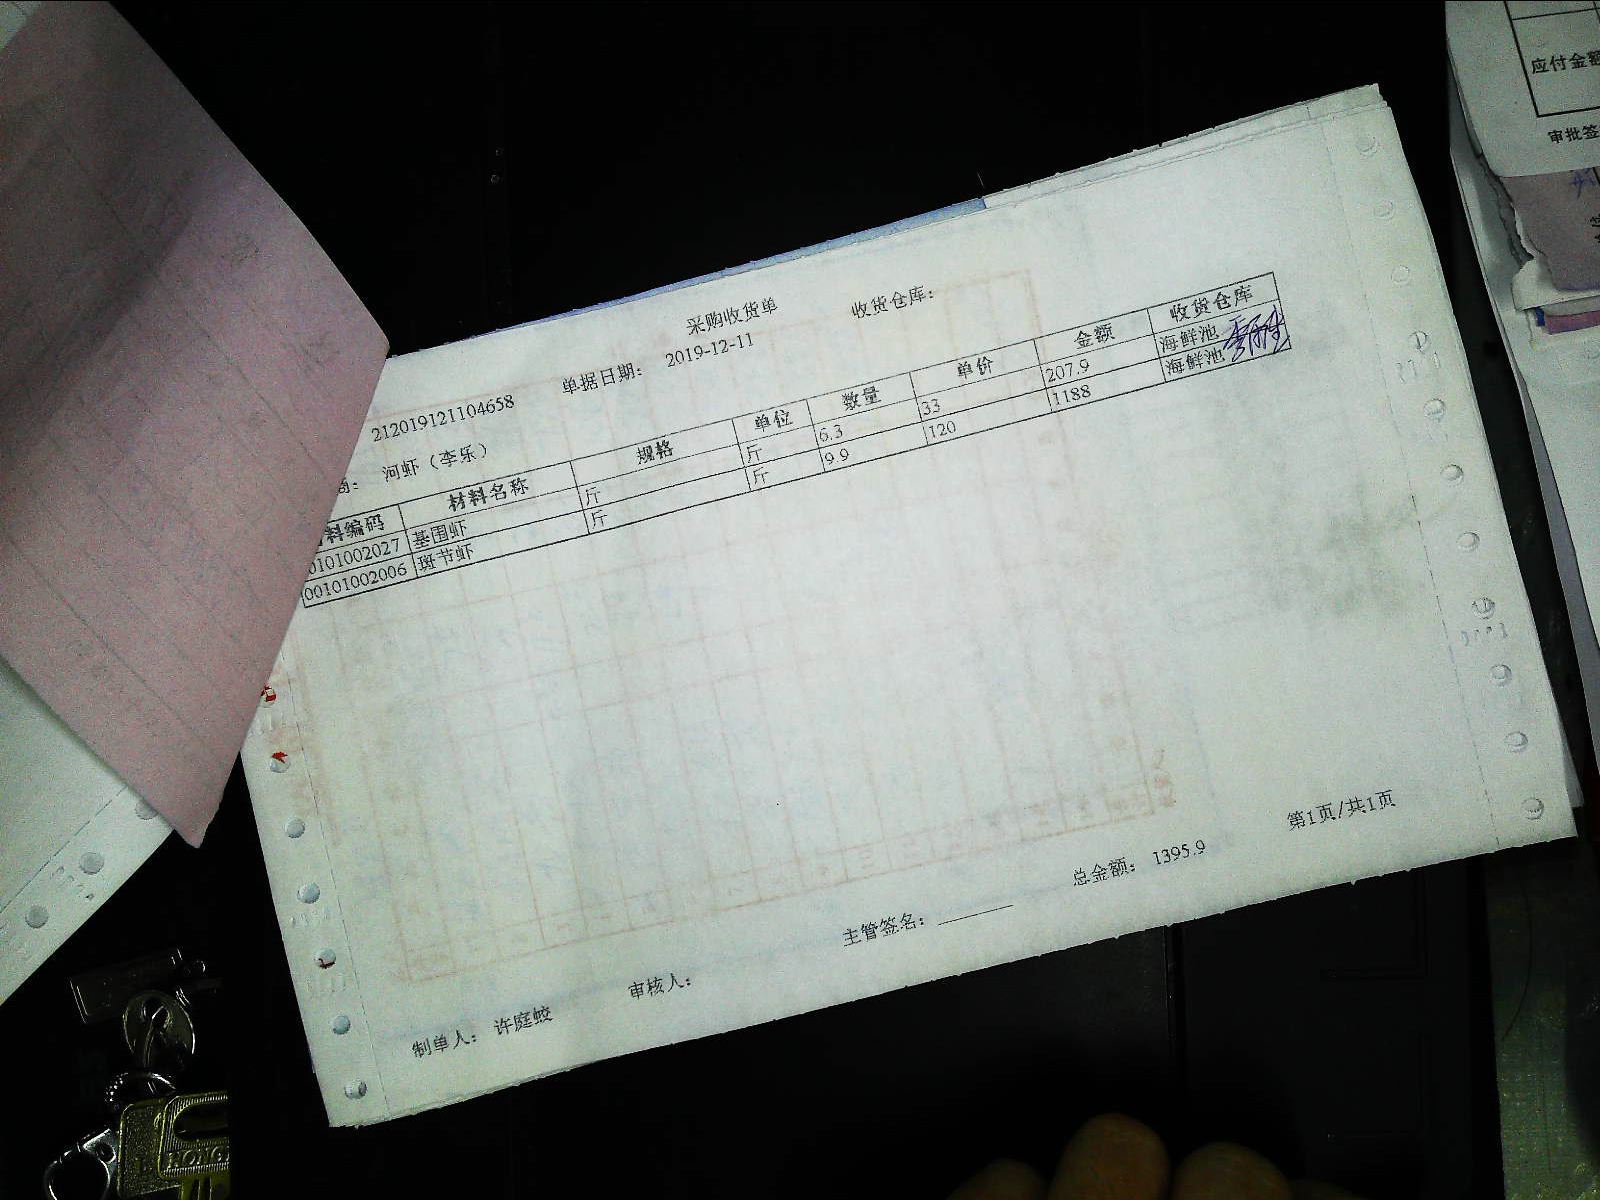 采购收货单
收货仓库:
212019121104658 单据日期: 2019-12-11
商: 河虾（李乐）
料编码 材料名称 规格 单位 数量 单价 金额 收货仓库
0101002027 基围虾 斤 斤 6.3 33 207.9 海鲜池
00101002006 斑节虾 斤 斤 9.9 120 1188 海鲜池
制单人: 许庭蛟 审核人: 主管签名: 总金额: 1395.9 第1页/共1页
应付金额
审批签
HONG